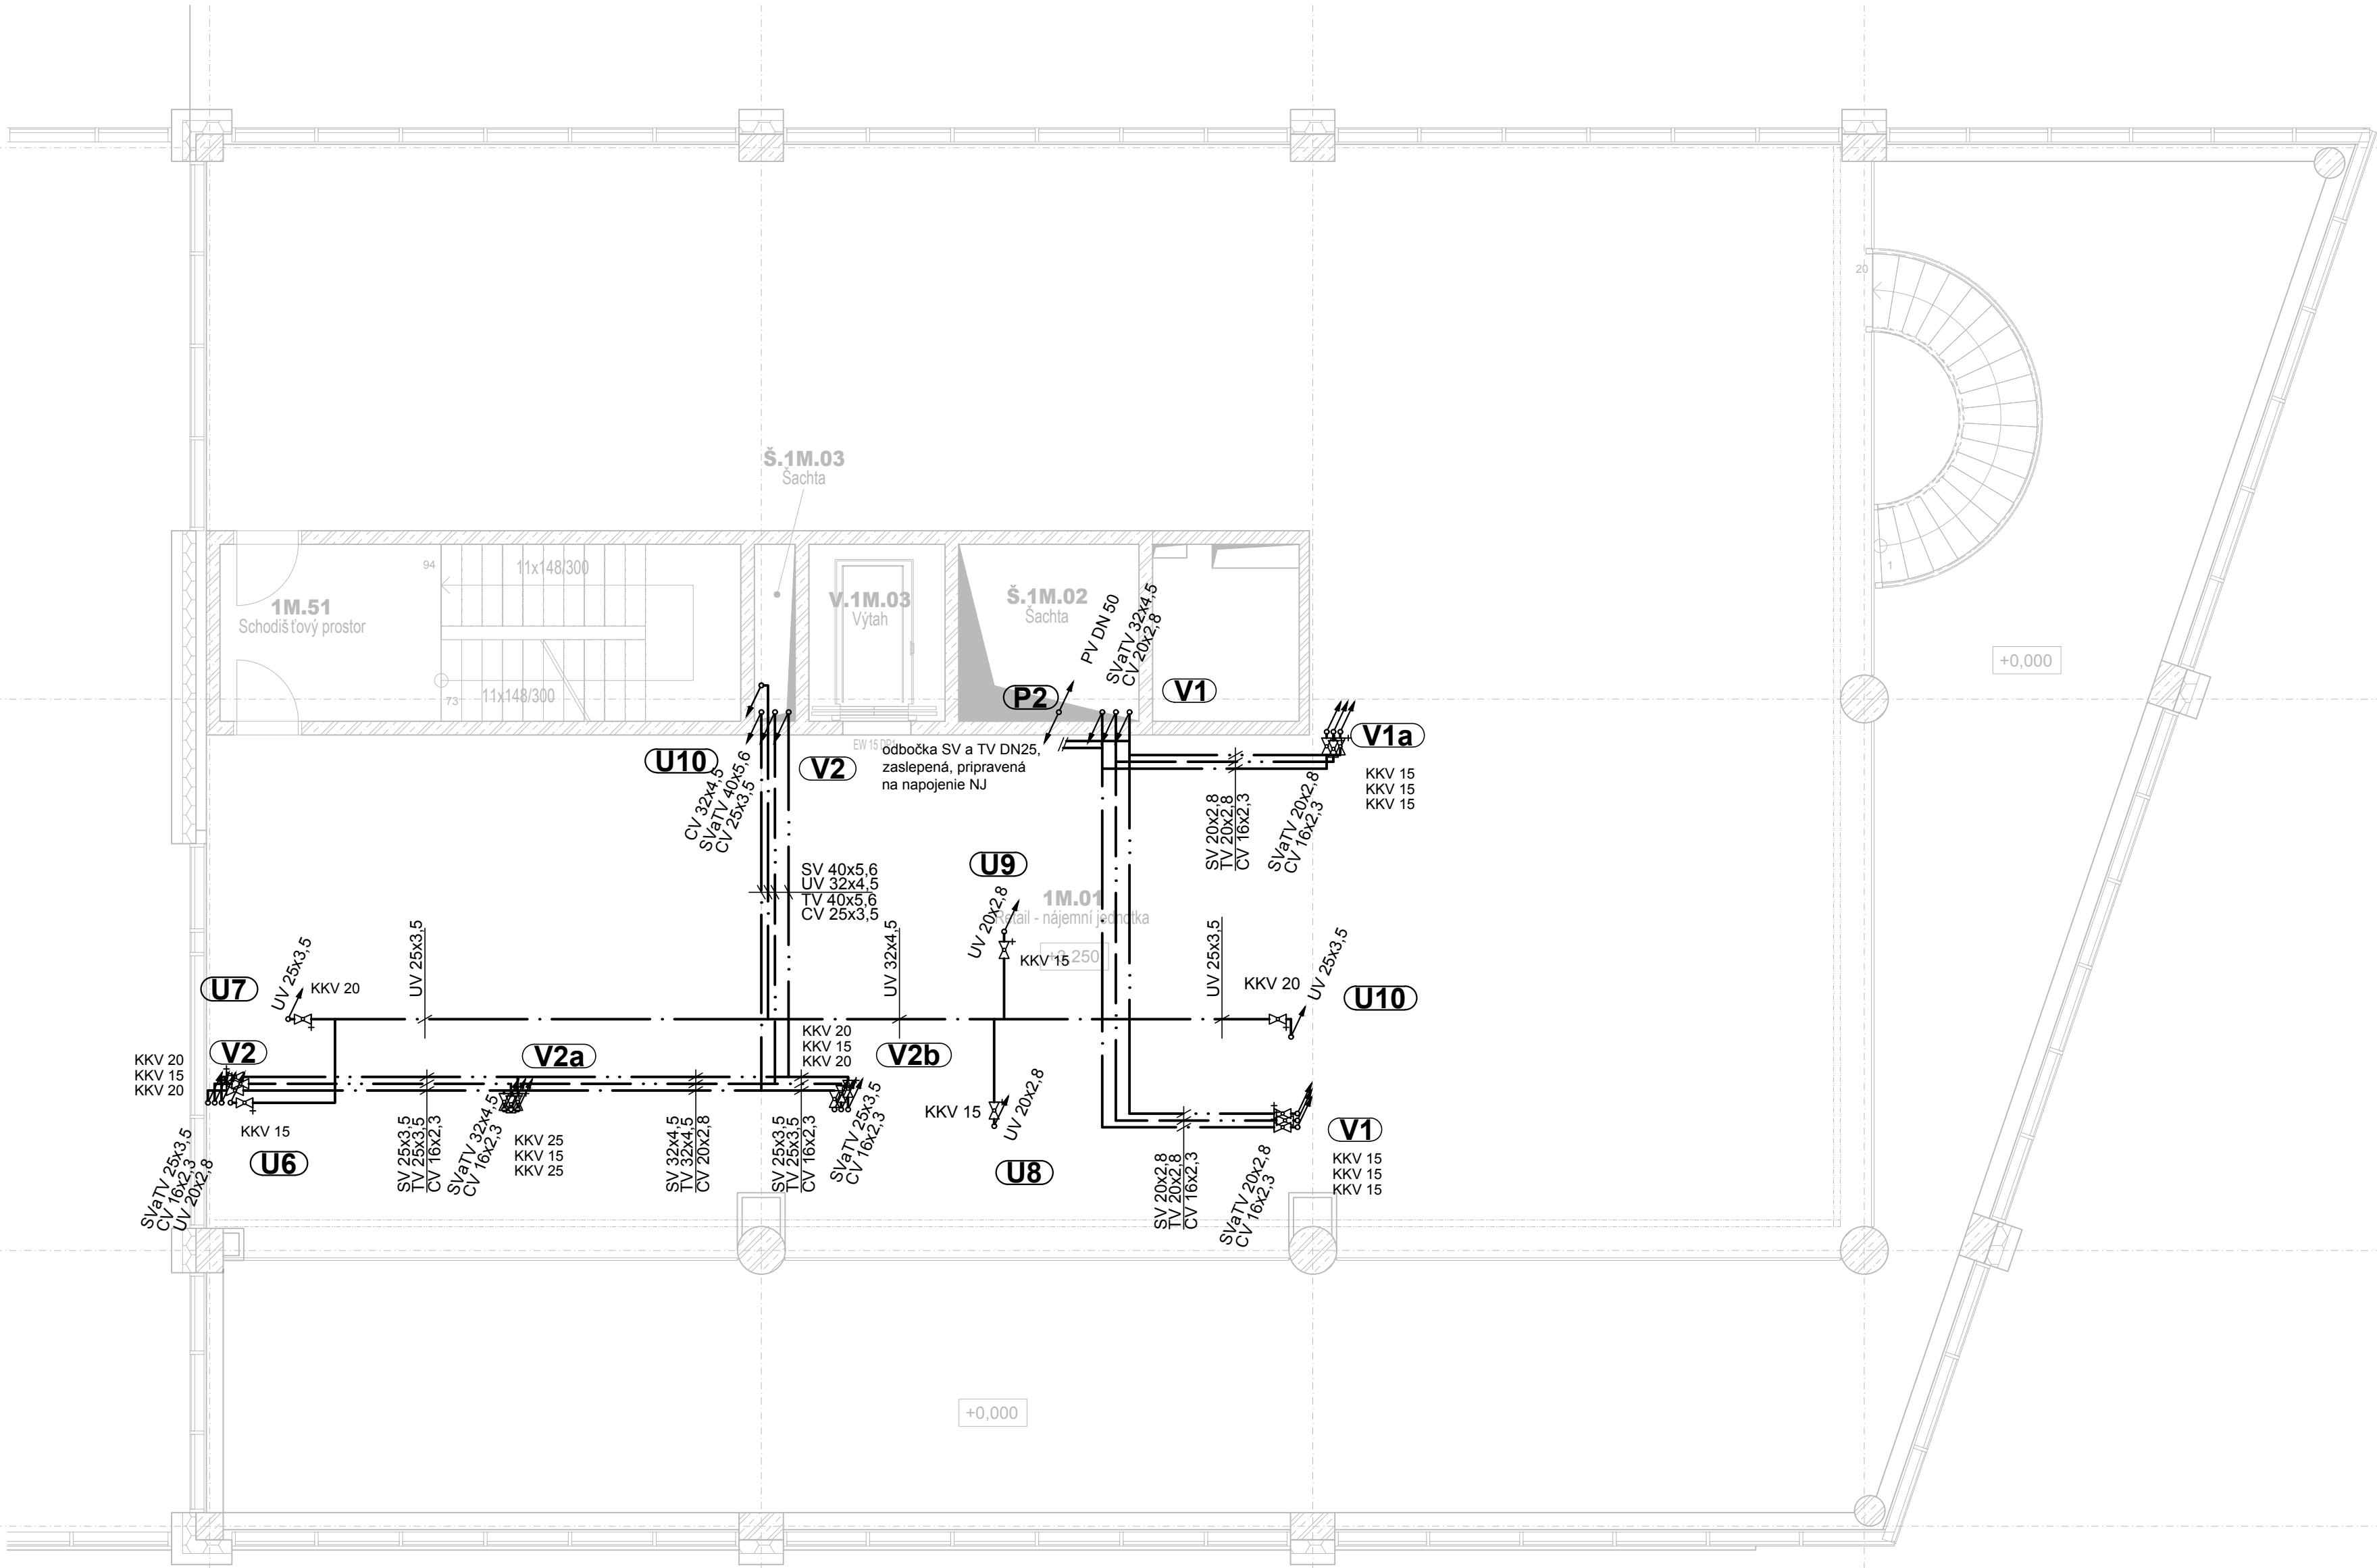 20
Š.1M.03
Šachta
94
11x148/300
1M.51
Schodišťový prostor
V.1M.03
Výtah
Š.1M.02
Šachta
1
PV DN 50
SVaTV 32x4,5
CV 20x2,8
+0,000
73
11x148/300
P2
V1
V1a
EW 15 DP1
odbočka SV a TV DN25,
zaslepená, pripravená
na napojenie NJ
U10
V2
CV 32x4,5
SVaTV 40x5,6
CV 25x3,5
KKV 15
KKV 15
KKV 15
SV 20x2,8
TV 20x2,8
CV 16x2,3
SVaTV 20x2,8
CV 16x2,3
SV 40x5,6
UV 32x4,5
TV 40x5,6
CV 25x3,5
U9
1M.01
Retail - nájemní jednotka
UV 20x2,8
KKV 15
UV 25x3,5
KKV 20
U7
UV 25x3,5
UV 32x4,5
UV 25x3,5
KKV 20
UV 25x3,5
U10
KKV 20
KKV 15
KKV 20
V2
V2a
KKV 20
KKV 15
KKV 20
V2b
KKV 15
UV 20x2,8
U8
KKV 15
U6
SVaTV 25x3,5
CV 16x2,3
UV 20x2,8
SV 25x3,5
TV 25x3,5
CV 16x2,3
SVaTV 32x4,5
CV 16x2,3
KKV 25
KKV 15
KKV 25
SV 32x4,5
TV 32x4,5
CV 20x2,8
SV 25x3,5
TV 25x3,5
CV 16x2,3
SVaTV 25x3,5
CV 16x2,3
SV 20x2,8
TV 20x2,8
CV 16x2,3
SVaTV 20x2,8
CV 16x2,3
V1
KKV 15
KKV 15
KKV 15
+0,000